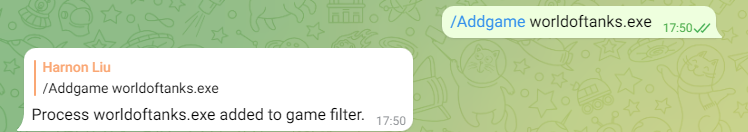 /Addgame worldoftanks.exe 17:50
Harnon Liu
/Addgame worldoftanks.exe
Process worldoftanks.exe added to game filter. 17:50